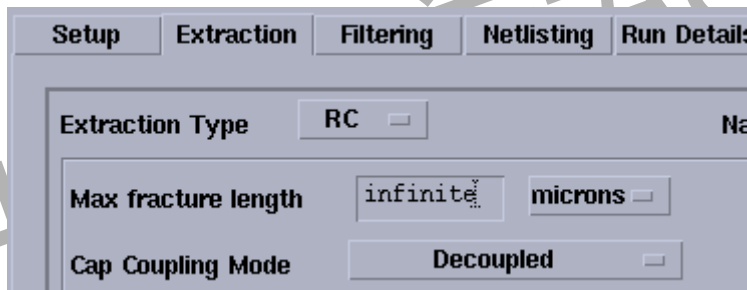 Setup Extraction Filtering Netlisting Run Details
Extraction Type RC
Max fracture length infinite microns
Cap Coupling Mode Decoupled